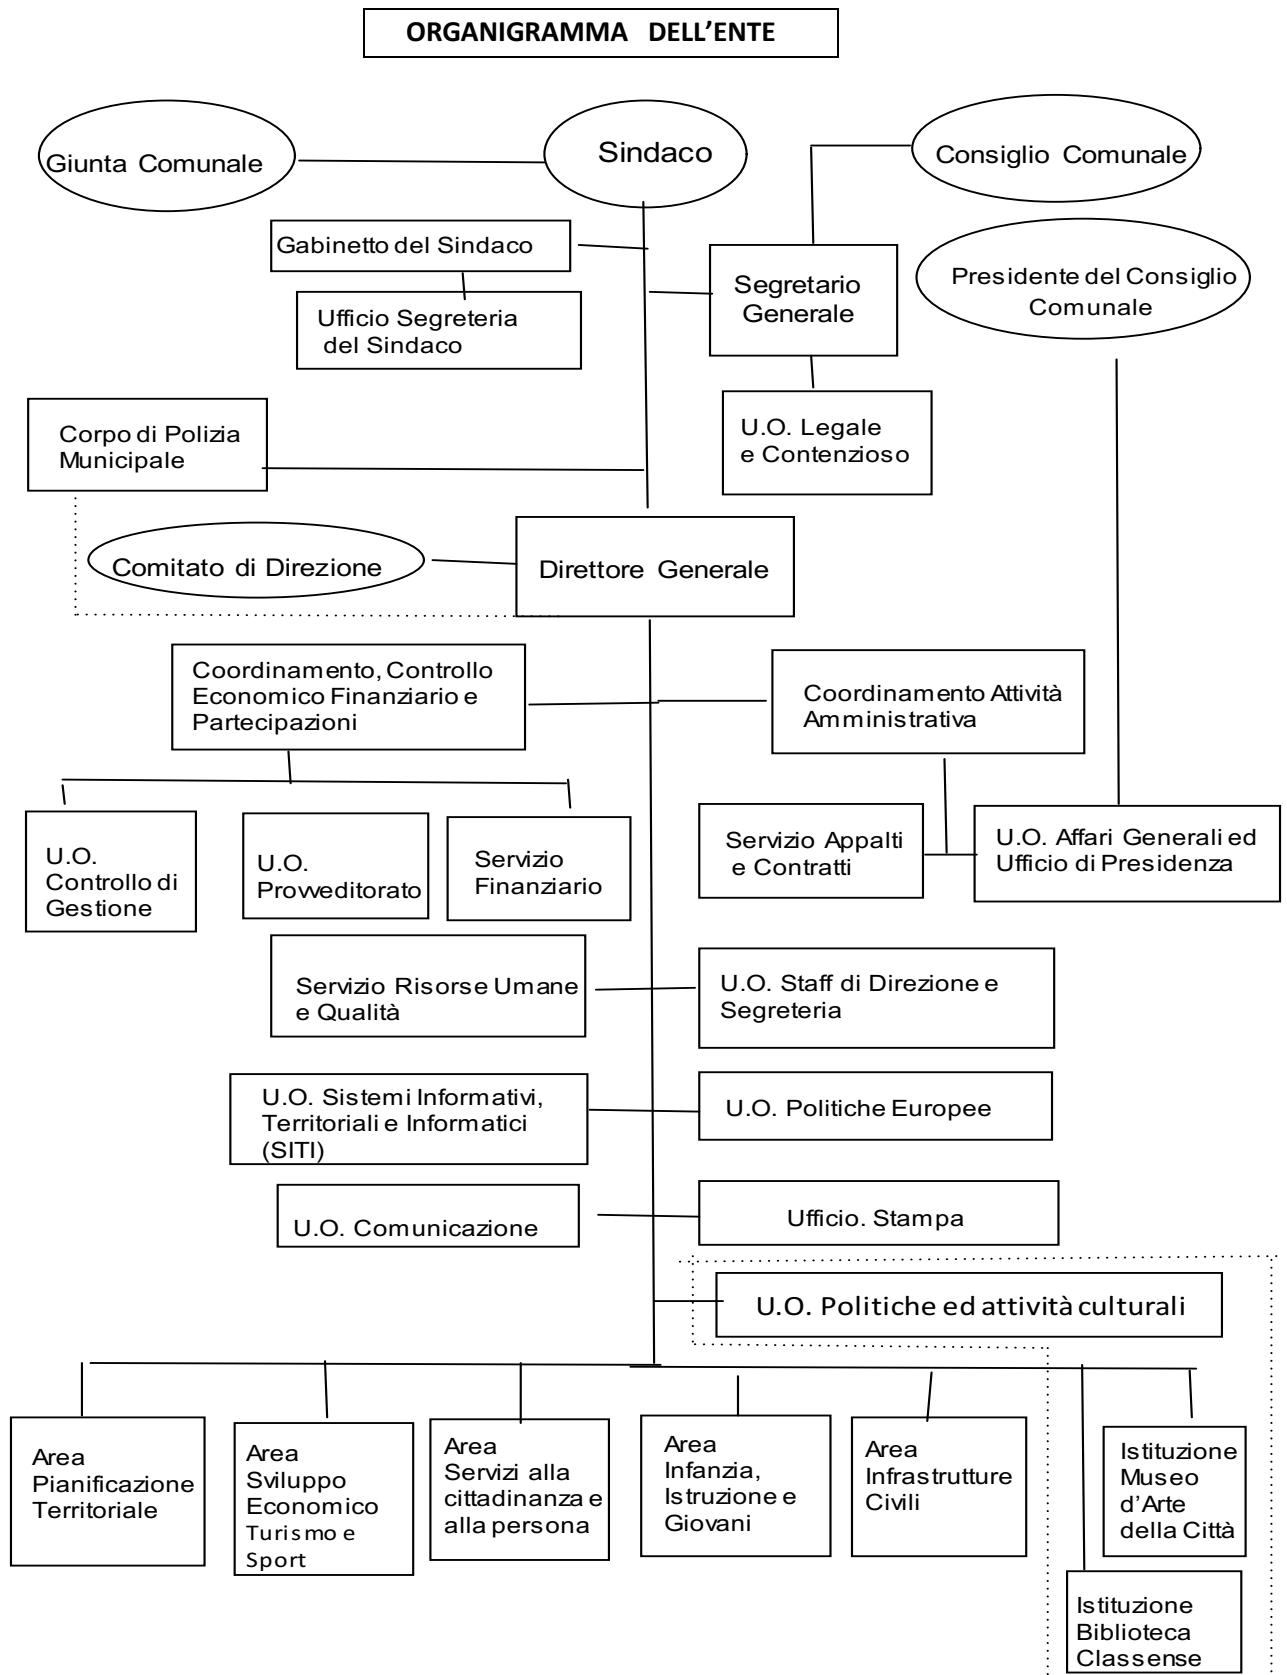 ORGANIGRAMMA DELL'ENTE
Giunta Comunale
Sindaco
Consiglio Comunale
Gabinetto del Sindaco
Ufficio Segreteria
del Sindaco
Segretario
Generale
Presidente del Consiglio
Comunale
Corpo di Polizia
Municipale
U.O. Legale
e Contenzioso
Comitato di Direzione
Direttore Generale
Coordinamento, Controllo
Economico Finanziario e
Partecipazioni
Coordinamento Attività
Amministrativa
U.O.
Controllo di
Gestione
U.O.
Provveditorato
Servizio
Finanziario
Servizio Appalti
e Contratti
U.O. Affari Generali ed
Ufficio di Presidenza
Servizio Risorse Umane
e Qualità
U.O. Staff di Direzione e
Segreteria
U.O. Sistemi Informativi,
Territoriali e Informatici
(SITI)
U.O. Politiche Europee
U.O. Comunicazione
Ufficio. Stampa
U.O. Politiche ed attività culturali
Area
Pianificazione
Territoriale
Area
Sviluppo
Economico
Turismo e
Sport
Area
Servizi alla
cittadinanza e
alla persona
Area
Infanzia,
Istruzione e
Giovani
Area
Infrastrutture
Civili
Istituzione
Museo
d'Arte
della Città
Istituzione
Biblioteca
Classense